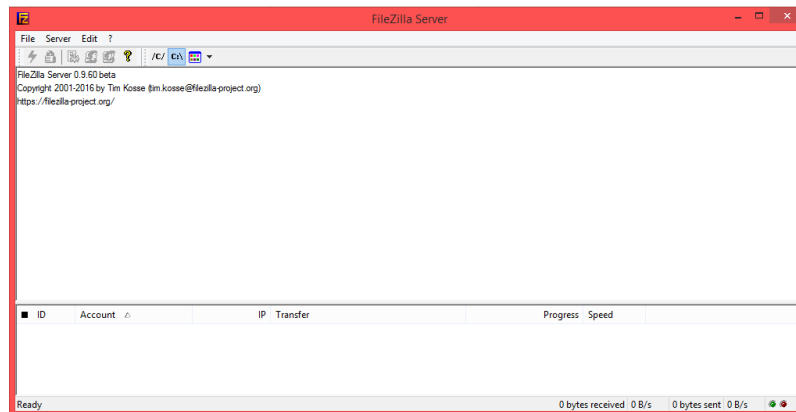 FileZilla Server
File Server Edit ?
/C/ C:\
FileZilla Server 0.9.60 beta
Copyright 2001-2016 by Tim Kosse (tim.kosse@filezilla-project.org)
https://filezilla-project.org/
ID Account IP Transfer Progress Speed
Ready 0 bytes received 0 B/s 0 bytes sent 0 B/s